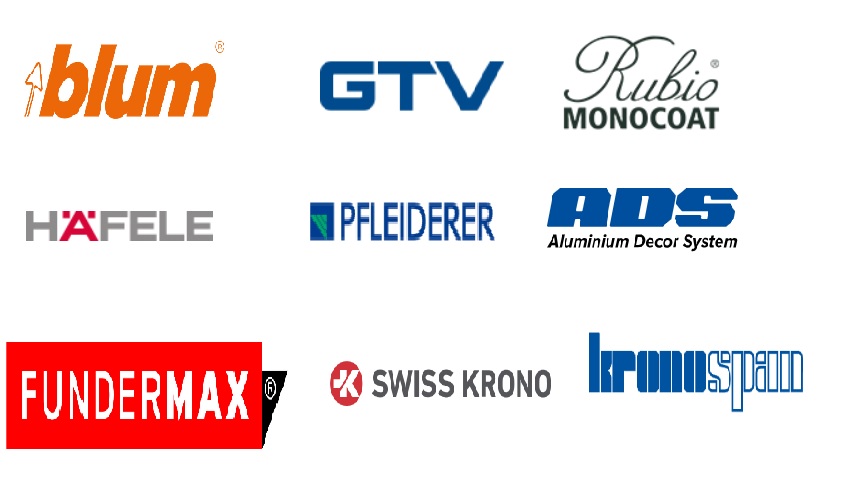 blum®
GTV
Rubio®
MONOCOAT
HÄFELE
PFLEIDERER
ADS
Aluminium Decor System
FUNDERMAX®
SWISS KRONO
kronospan